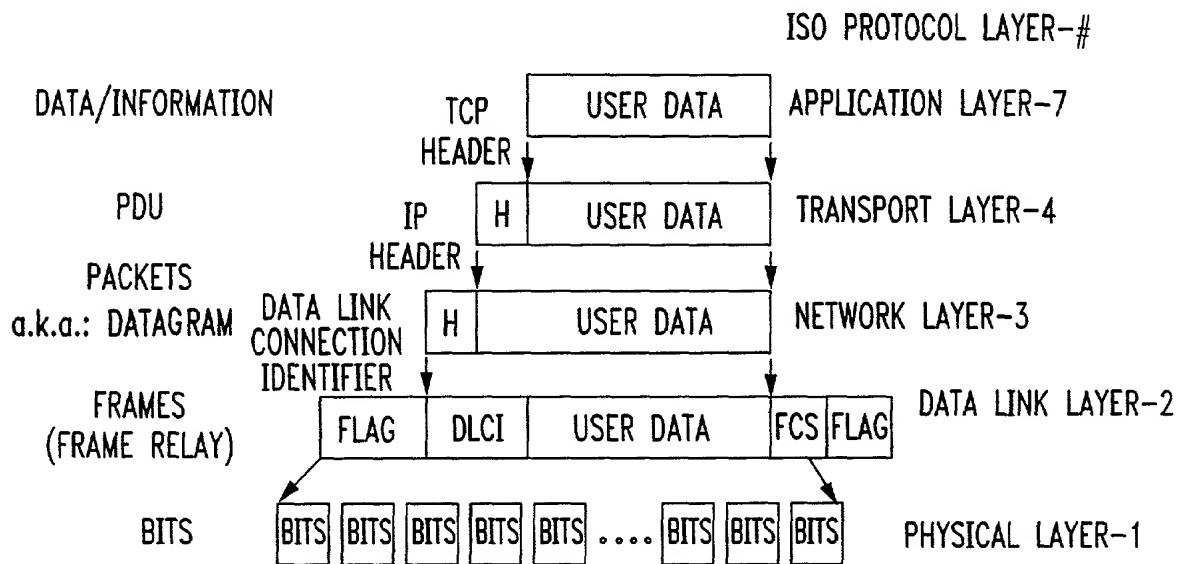 ISO PROTOCOL LAYER-#
DATA/INFORMATION
TCP
HEADER
USER DATA
APPLICATION LAYER-7
PDU
IP
HEADER
H
USER DATA
TRANSPORT LAYER-4
PACKETS
a.k.a.: DATAGRAM
DATA LINK
CONNECTION
IDENTIFIER
H
USER DATA
NETWORK LAYER-3
FRAMES
(FRAME RELAY)
FLAG
DLCI
USER DATA
FCS
FLAG
DATA LINK LAYER-2
BITS
BITS BITS BITS BITS BITS .... BITS BITS BITS
PHYSICAL LAYER-1